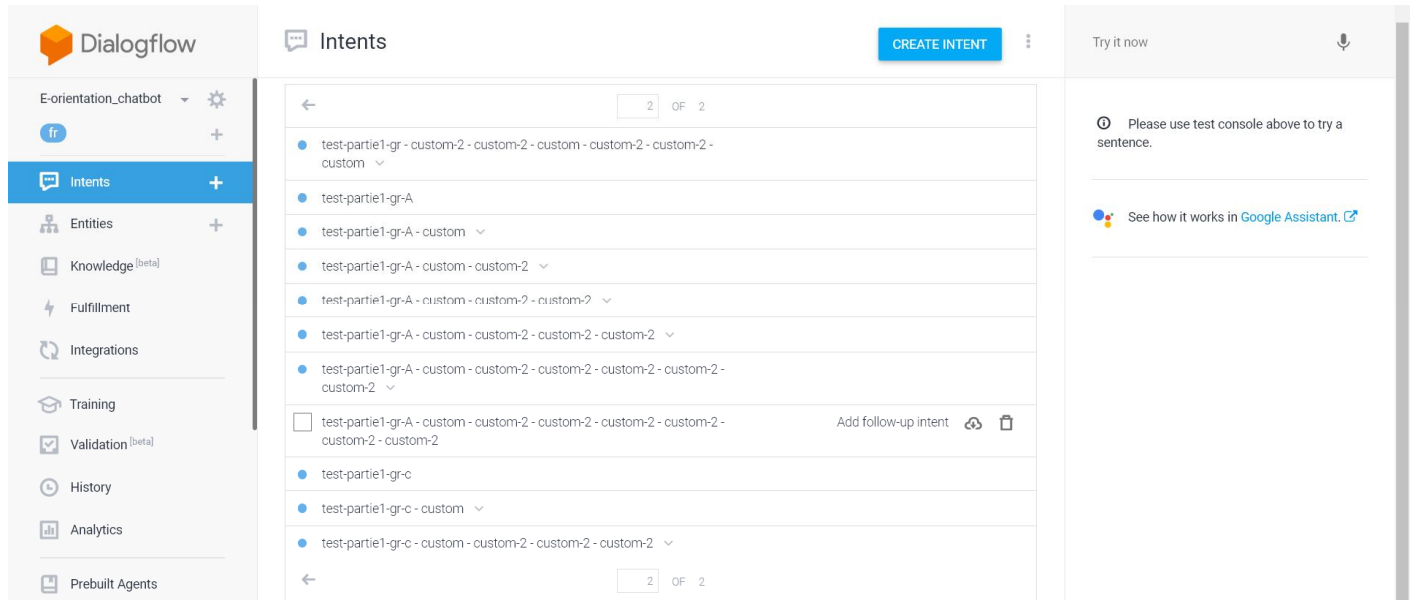 Dialogflow
E-orientation_chatbot
fr
Intents
Entities
Knowledge [beta]
Fulfillment
Integrations
Training
Validation [beta]
History
Analytics
Prebuilt Agents
Intents
CREATE INTENT
2 OF 2
test-partie1-gr - custom-2 - custom-2 - custom - custom-2 - custom-2 -
custom
test-partie1-gr-A
test-partie1-gr-A - custom
test-partie1-gr-A - custom - custom-2
test-partie1-gr-A - custom - custom-2 - custom-2
test-partie1-gr-A - custom - custom-2 - custom-2 - custom-2
test-partie1-gr-A - custom - custom-2 - custom-2 - custom-2 - custom-2 -
custom-2
test-partie1-gr-A - custom - custom-2 - custom-2 - custom-2 - custom-2 -
custom-2 - custom-2
Add follow-up intent
test-partie1-gr-c
test-partie1-gr-c - custom
test-partie1-gr-c - custom - custom-2 - custom-2 - custom-2
2 OF 2
Try it now
Please use test console above to try a
sentence.
See how it works in Google Assistant.